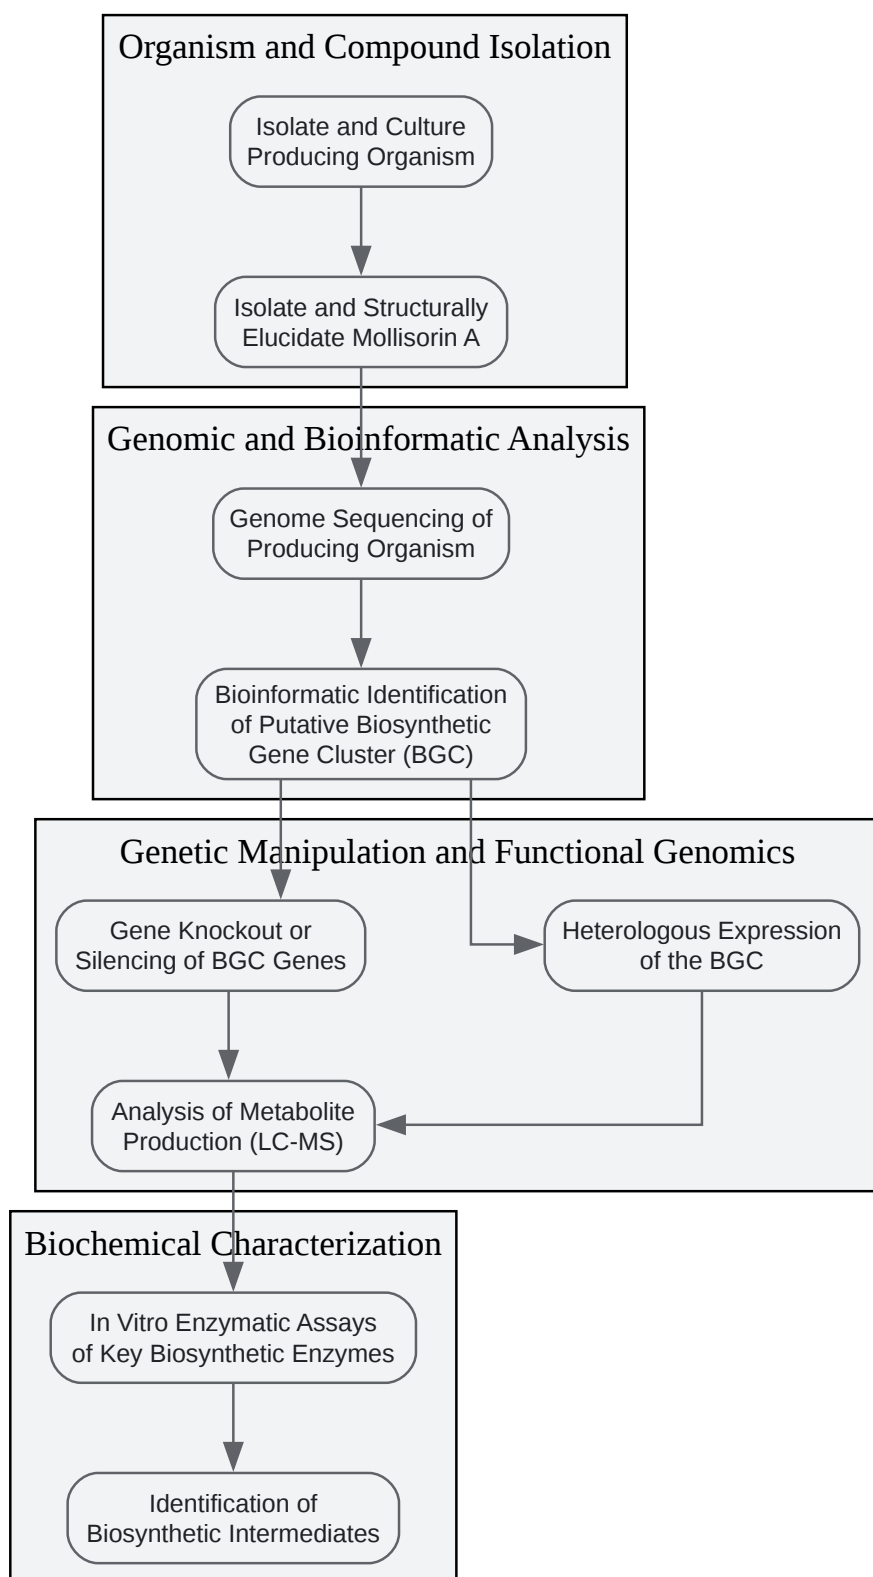 Organism and Compound Isolation
Isolate and Culture
Producing Organism
Isolate and Structurally
Elucidate Mollisorin A
Genomic and Bioinformatic Analysis
Genome Sequencing of
Producing Organism
Bioinformatic Identification
of Putative Biosynthetic
Gene Cluster (BGC)
Genetic Manipulation and Functional Genomics
Gene Knockout or
Silencing of BGC Genes
Heterologous Expression
of the BGC
Analysis of Metabolite
Production (LC-MS)
Biochemical Characterization
In Vitro Enzymatic Assays
of Key Biosynthetic Enzymes
Identification of
Biosynthetic Intermediates